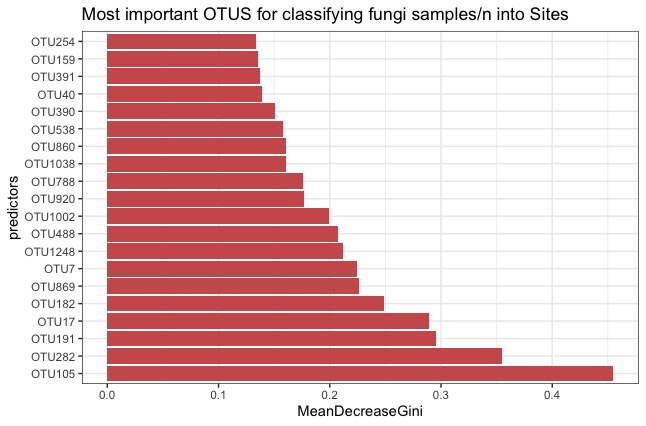 Most important OTUS for classifying fungi samples/n into Sites
OTU254
OTU159
OTU391
OTU40
OTU390
OTU538
OTU860
OTU1038
OTU788
OTU920
OTU1002
OTU488
OTU1248
OTU7
OTU869
OTU182
OTU17
OTU191
OTU282
OTU105
predictors
0.0 0.1 0.2 0.3 0.4
MeanDecreaseGini